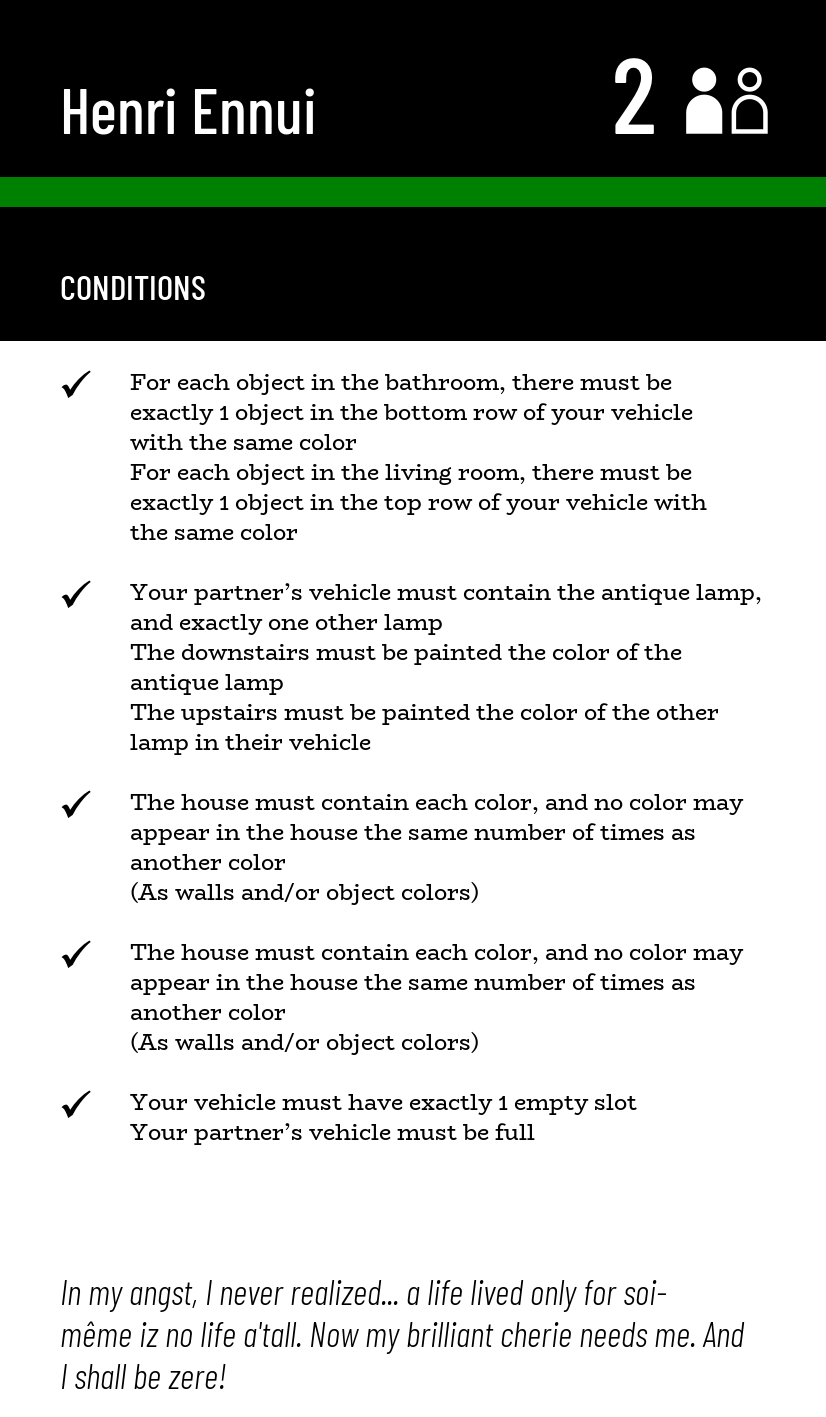 Henri Ennui
2
CONDITIONS
For each object in the bathroom, there must be
exactly 1 object in the bottom row of your vehicle
with the same color
For each object in the living room, there must be
exactly 1 object in the top row of your vehicle with
the same color
Your partner’s vehicle must contain the antique lamp,
and exactly one other lamp
The downstairs must be painted the color of the
antique lamp
The upstairs must be painted the color of the other
lamp in their vehicle
The house must contain each color, and no color may
appear in the house the same number of times as
another color
(As walls and/or object colors)
The house must contain each color, and no color may
appear in the house the same number of times as
another color
(As walls and/or object colors)
Your vehicle must have exactly 1 empty slot
Your partner’s vehicle must be full
In my angst, I never realized... a life lived only for soi-
même iz no life a'tall. Now my brilliant cherie needs me. And
I shall be zere!